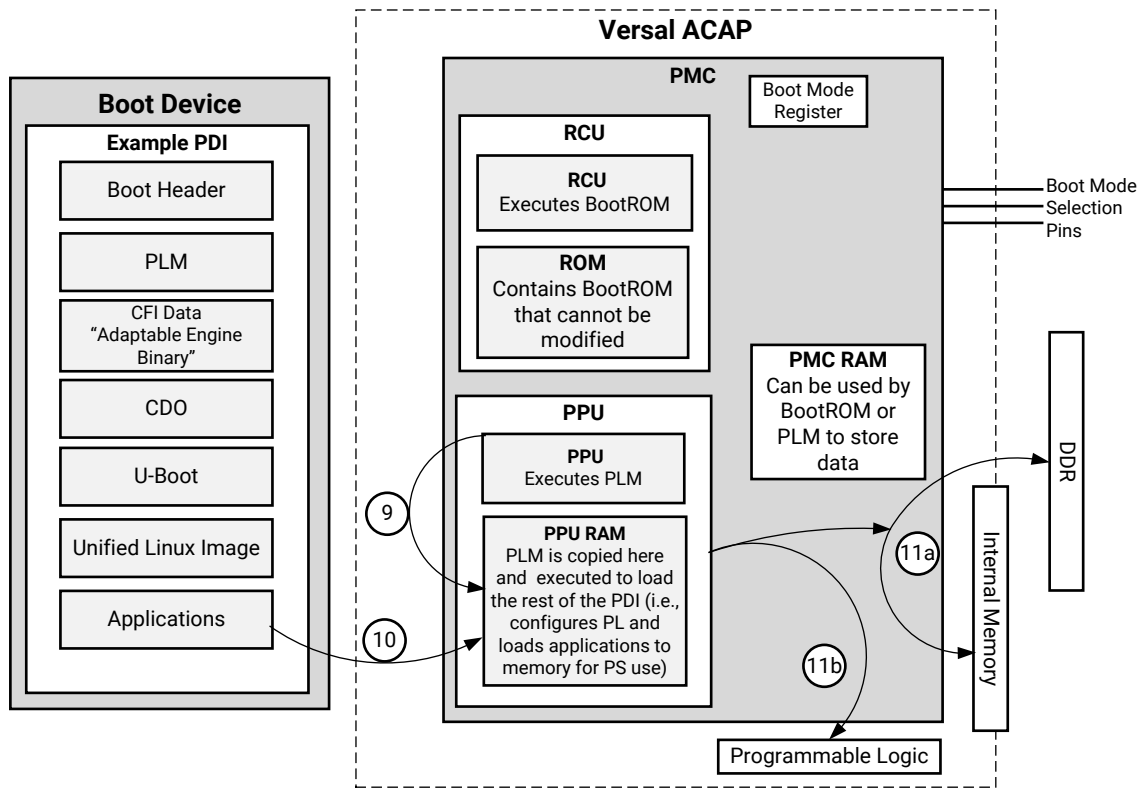 Versal ACAP
Boot Device
Example PDI
Boot Header
PLM
CFI Data
“Adaptable Engine
Binary”
CDO
U-Boot
Unified Linux Image
Applications
PMC
Boot Mode
Register
RCU
RCU
Executes BootROM
ROM
Contains BootROM
that cannot be
modified
PMC RAM
Can be used by
BootROM or
PLM to store
data
PPU
PPU
Executes PLM
PPU RAM
PLM is copied here
and executed to load
the rest of the PDI (i.e.,
configures PL and
loads applications to
memory for PS use)
Boot Mode
Selection
Pins
DDR
Internal Memory
9
10
11a
11b
Programmable Logic